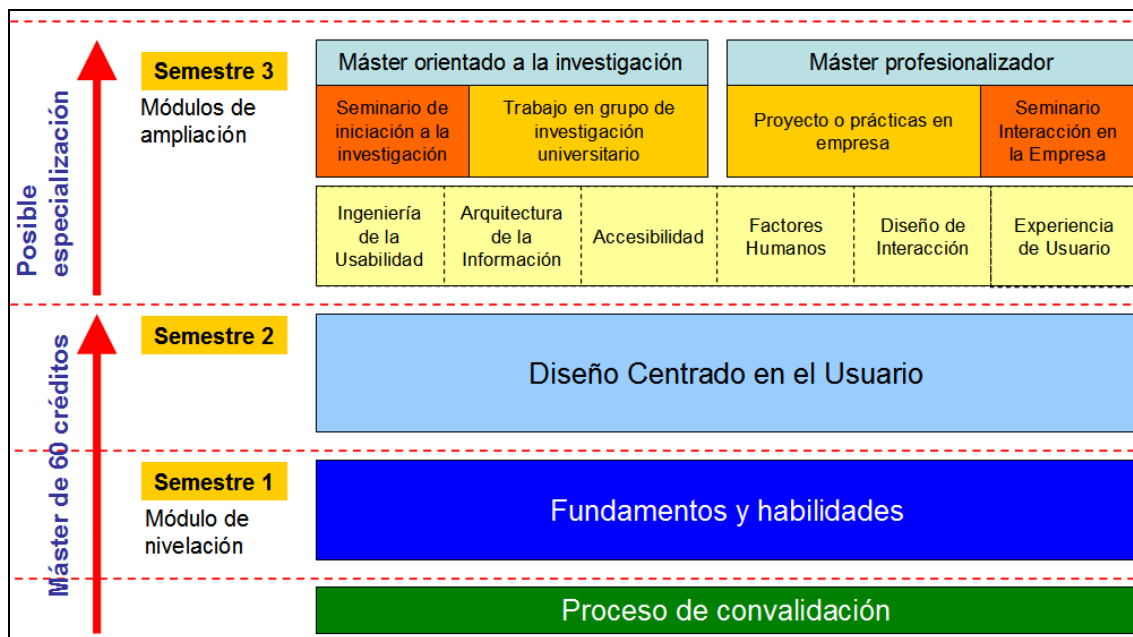 Posible
especialización
Semestre 3
Módulos de
ampliación
Máster orientado a la investigación
Máster profesionalizador
Seminario de
iniciación a la
investigación
Trabajo en grupo de
investigación
universitario
Proyecto o prácticas en
empresa
Seminario
Interacción en
la Empresa
Ingeniería
de la
Usabilidad
Arquitectura
de la
Información
Accesibilidad
Factores
Humanos
Diseño de
Interacción
Experiencia
de Usuario
Máster de 60 créditos
Semestre 2
Diseño Centrado en el Usuario
Semestre 1
Módulo de
nivelación
Fundamentos y habilidades
Proceso de convalidación